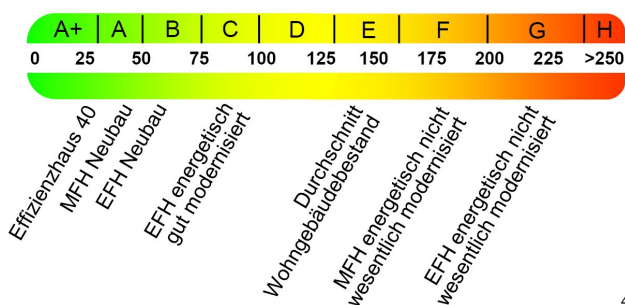 A+ A B C D E F G H
0 25 50 75 100 125 150 175 200 225 >250
Effizienzhaus 40
MFH Neubau
EFH Neubau
EFH energetisch
gut modernisiert
Durchschnitt
Wohngebäudebestand
MFH energetisch nicht
wesentlich modernisiert
EFH energetisch nicht
wesentlich modernisiert